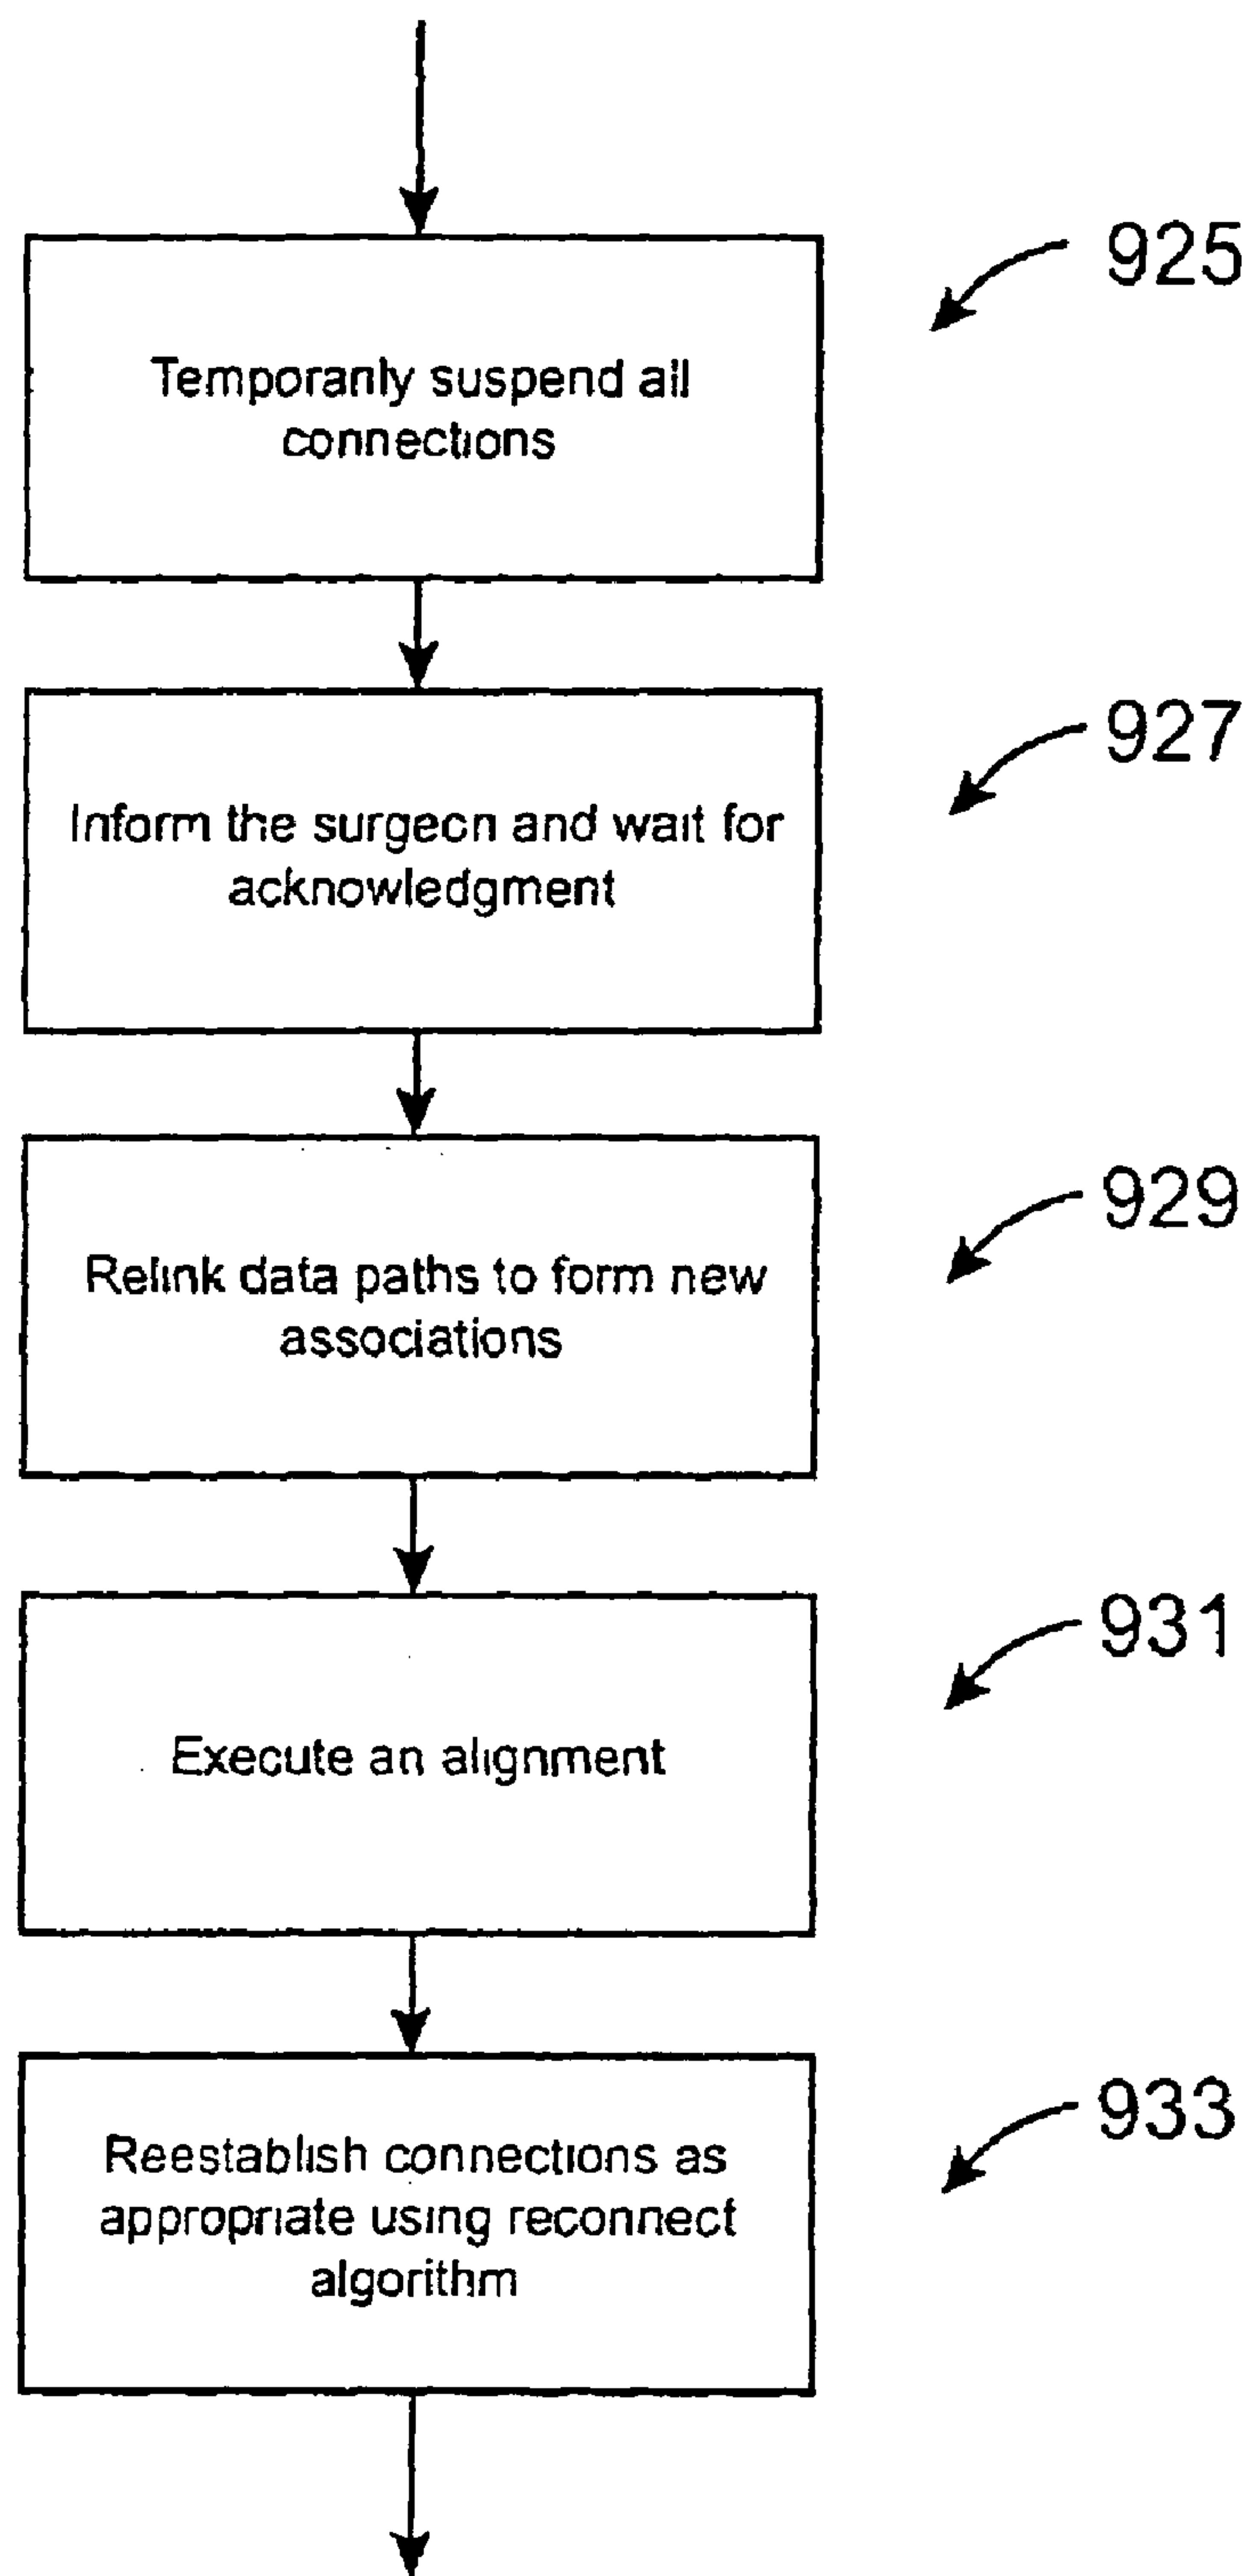 Temporarily suspend all
connections
925
Inform the surgeon and wait for
acknowledgment
927
Relink data paths to form new
associations
929
Execute an alignment
931
Reestablish connections as
appropriate using reconnect
algorithm
933